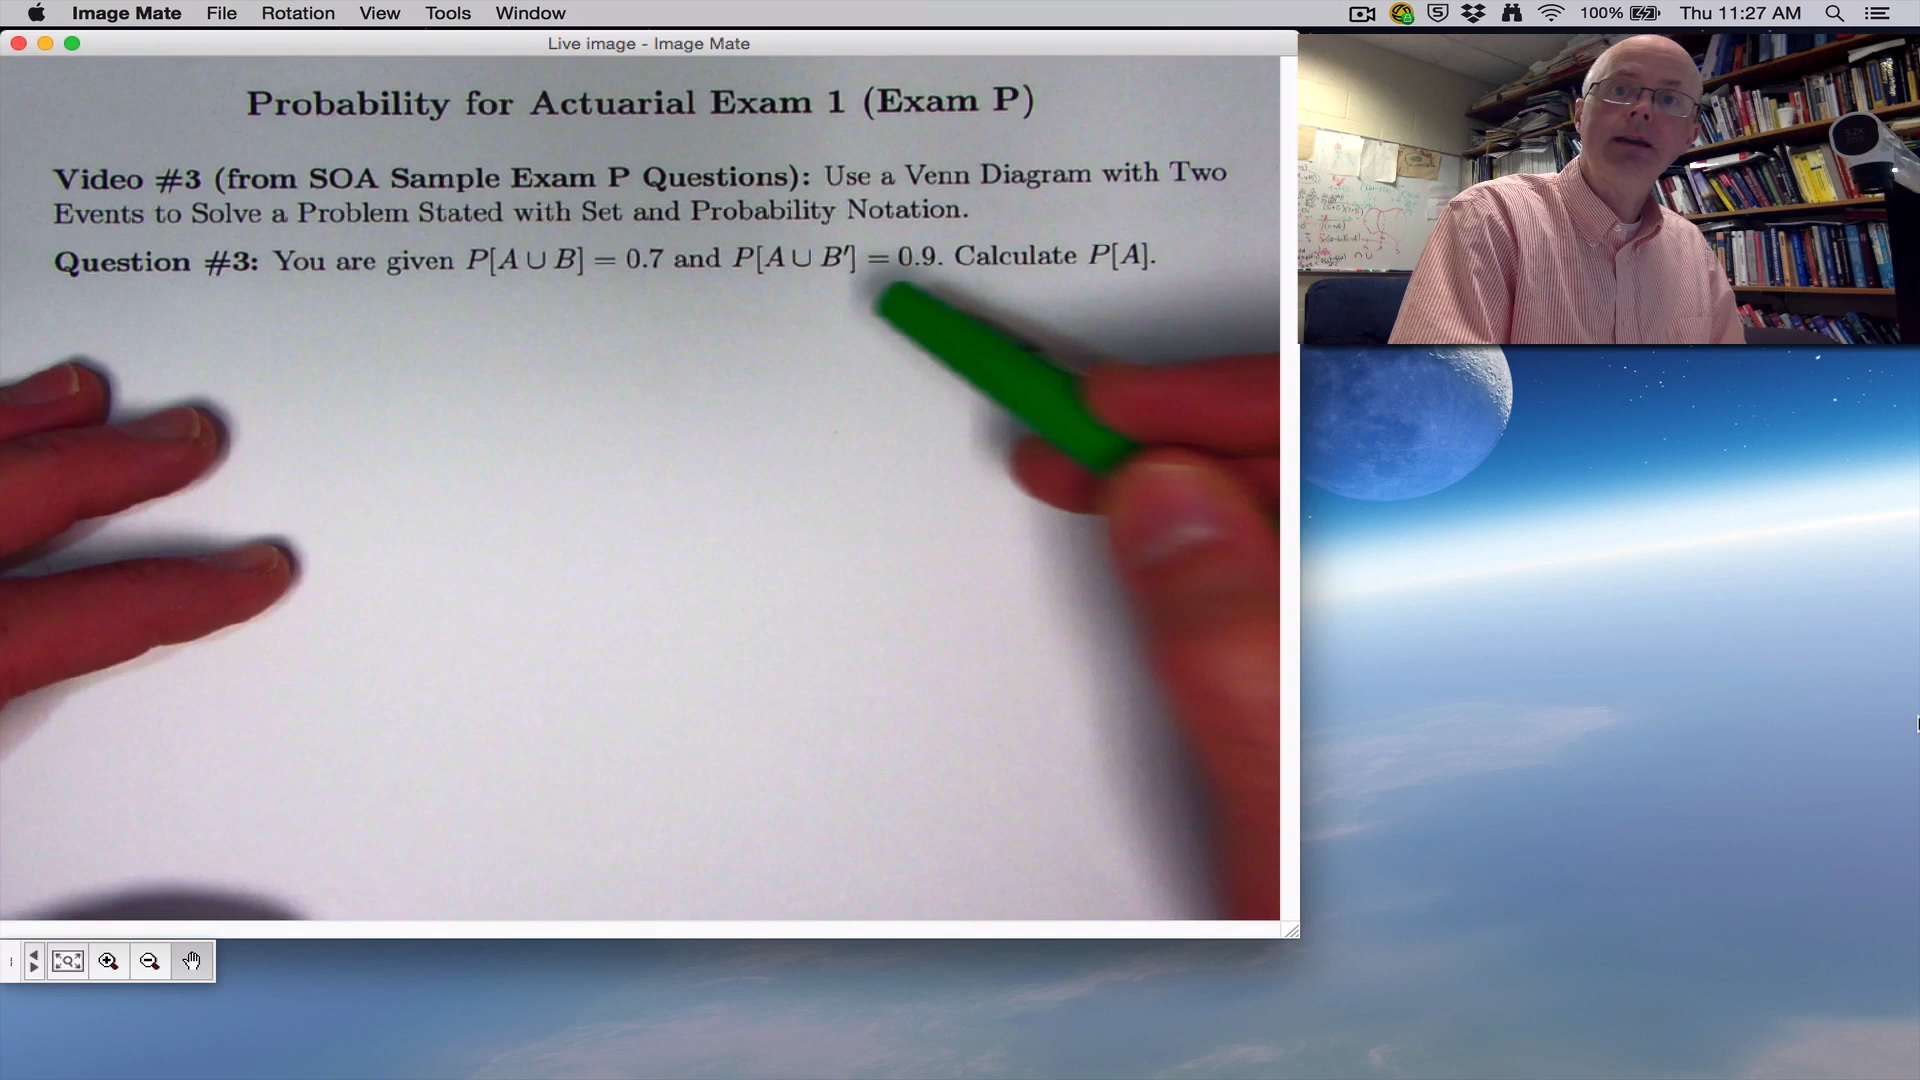 Image Mate File Rotation View Tools Window 100% Thu 11:27 AM
Live image - Image Mate
Probability for Actuarial Exam 1 (Exam P)
Video #3 (from SOA Sample Exam P Questions): Use a Venn Diagram with Two
Events to Solve a Problem Stated with Set and Probability Notation.
Question #3: You are given P[A ∪ B] = 0.7 and P[A ∪ B′] = 0.9. Calculate P[A].